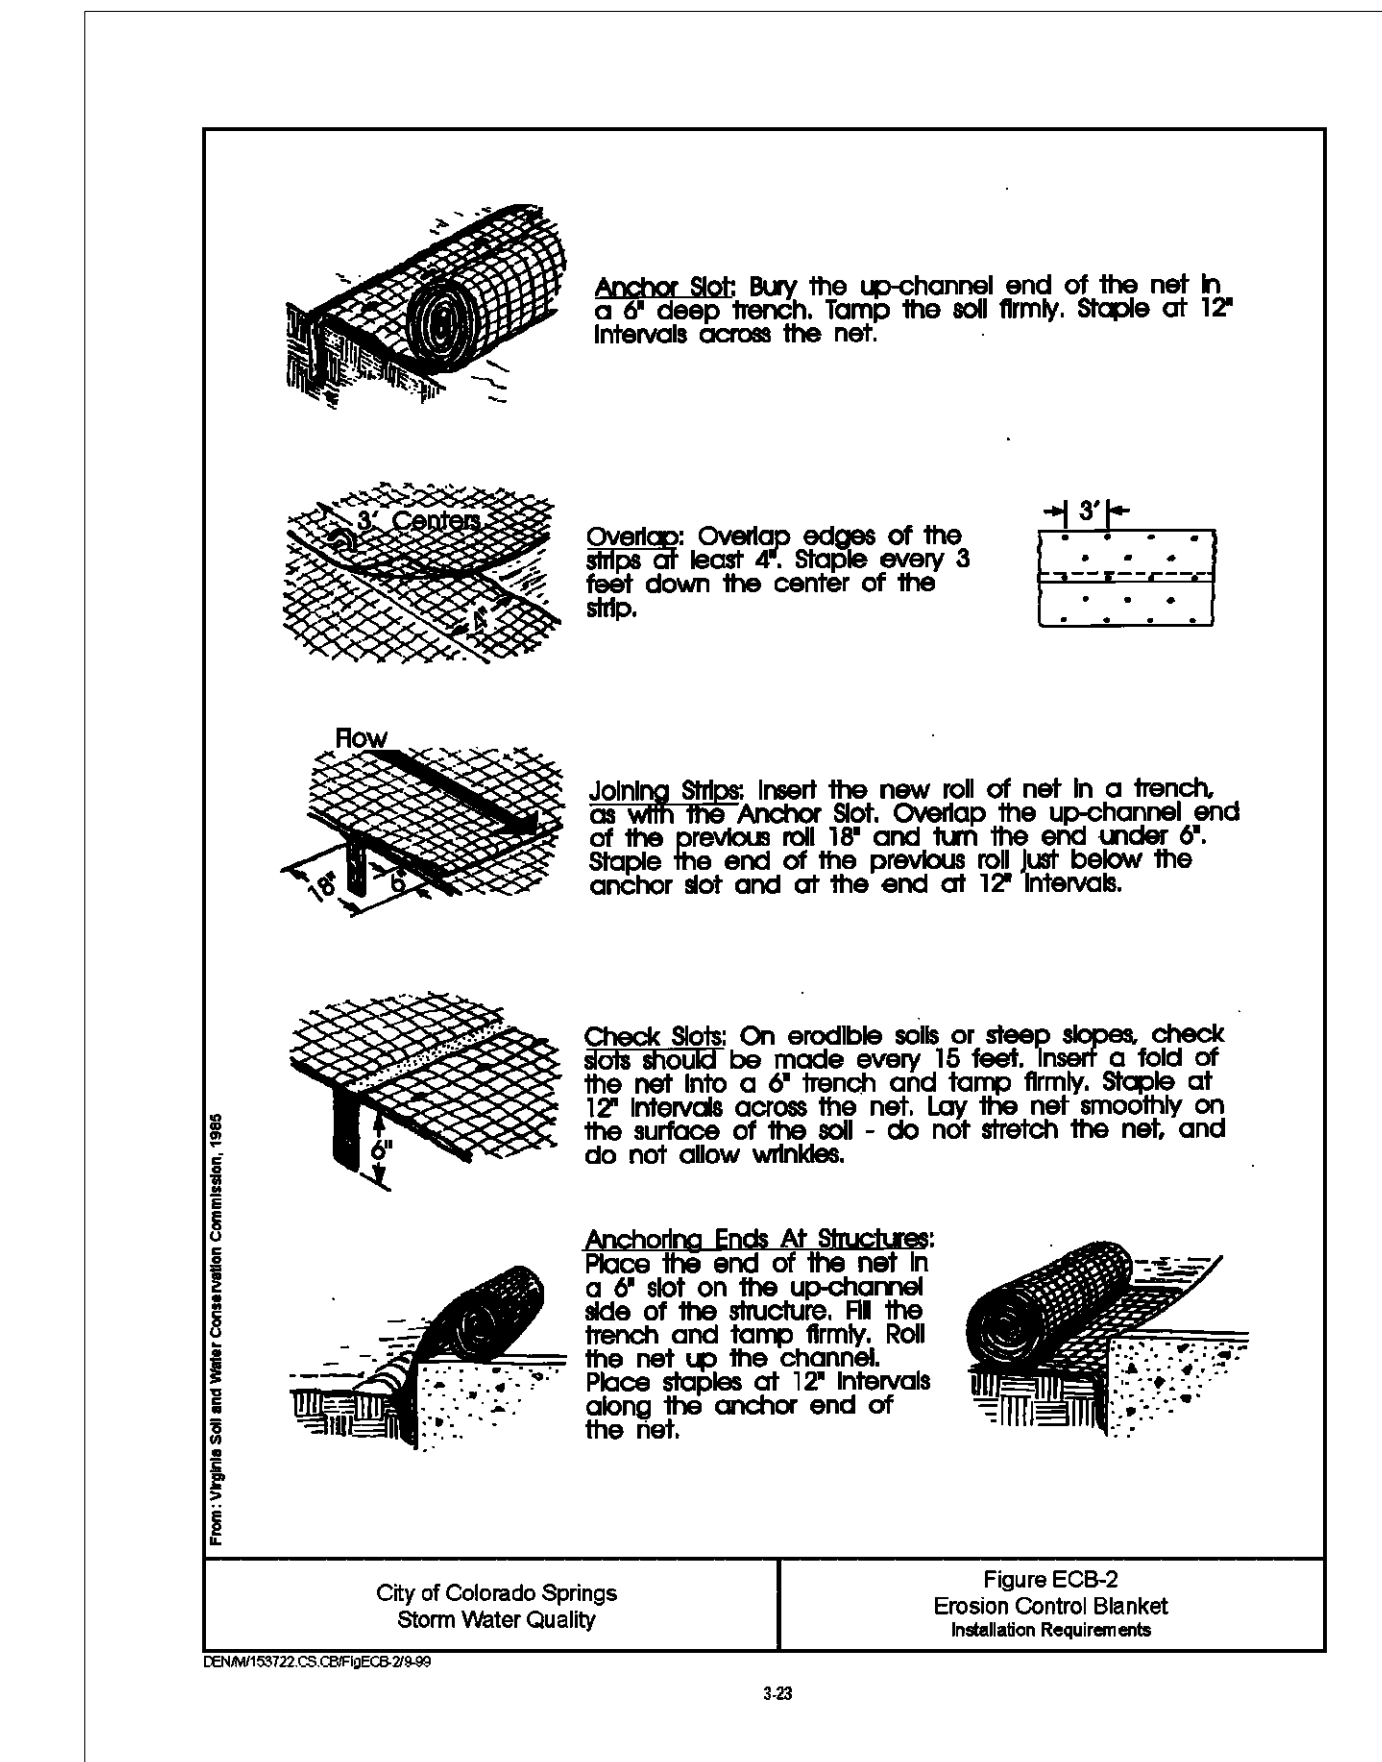 Anchor Slot: Bury the up-channel end of the net in
a 6" deep trench. Tamp the soil firmly. Staple at 12"
intervals across the net.
3' Centers
4"
Overlap: Overlap edges of the
strips at least 4". Staple every 3
feet down the center of the
strip.
3'
Flow
18"
6"
Joining Strips: Insert the new roll of net in a trench,
as with the Anchor Slot. Overlap the up-channel end
of the previous roll 18" and turn the end under 6".
Staple the end of the previous roll just below the
anchor slot and at the end at 12" intervals.
6"
Check Slots: On erodible soils or steep slopes, check
slots should be made every 15 feet. Insert a fold of
the net into a 6" trench and tamp firmly. Staple at
12" intervals across the net. Lay the net smoothly on
the surface of the soil - do not stretch the net, and
do not allow wrinkles.
Anchoring Ends At Structures:
Place the end of the net in
a 6" slot on the up-channel
side of the structure. Fill the
trench and tamp firmly. Roll
the net up the channel.
Place staples at 12" intervals
along the anchor end of
the net.
From: Virginia Soil and Water Conservation Commission, 1985
City of Colorado Springs
Storm Water Quality
Figure ECB-2
Erosion Control Blanket
Installation Requirements
DEN/M/153722.CS.CB/FigECB-2/9-99
3-23